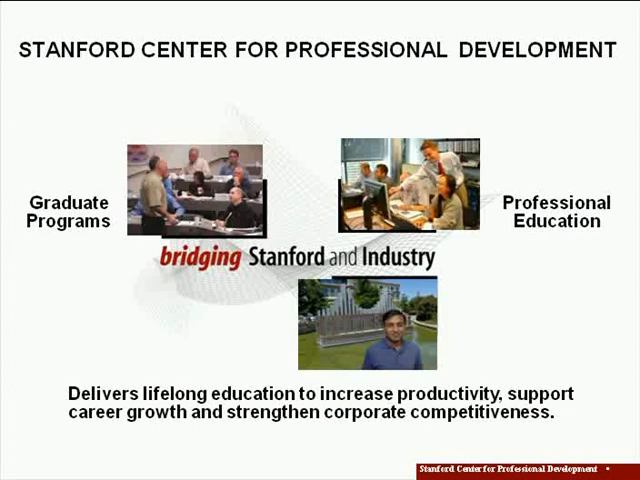 STANFORD CENTER FOR PROFESSIONAL DEVELOPMENT
Graduate
Programs
Professional
Education
bridging Stanford and Industry
Delivers lifelong education to increase productivity, support
career growth and strengthen corporate competitiveness.
Stanford Center for Professional Development •